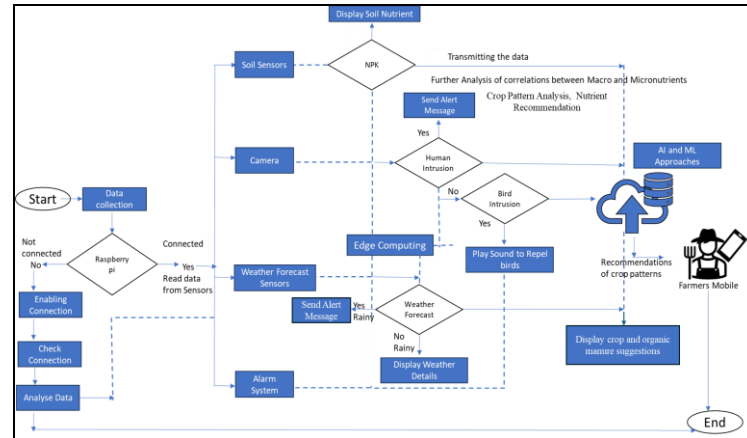 Display Soil Nutrient
Soil Sensors
NPK
Transmitting the data
Further Analysis of correlations between Macro and Micronutrients
Crop Pattern Analysis, Nutrient
Recommendation
Send Alert
Message
Yes
Camera
Human
Intrusion
AI and ML
Approaches
No
Bird
Intrusion
Start
Data
collection
Yes
Not
connected
No
Raspberry
pi
Connected
Yes
Read data
from Sensors
Edge Computing
Play Sound to Repel
birds
Recommendations
of crop patterns
Farmers Mobile
Enabling
Connection
Weather Forecast
Sensors
Send Alert
Message
Yes
Rainy
Weather
Forecast
Check
Connection
No
Rainy
Display crop and organic
manure suggestions
Display Weather
Details
Alarm
System
Analyse Data
End